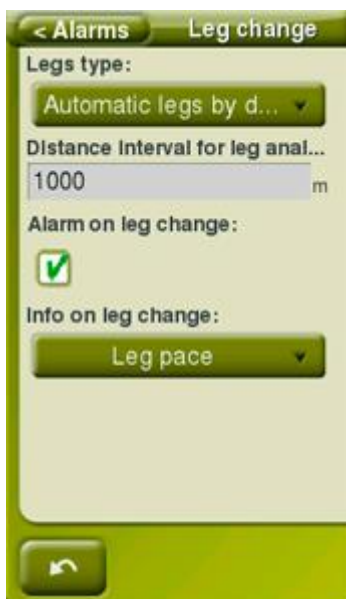 < Alarms Leg change
Legs type:
Automatic legs by d...
Distance Interval for leg anal...
1000 m
Alarm on leg change:
Info on leg change:
Leg pace